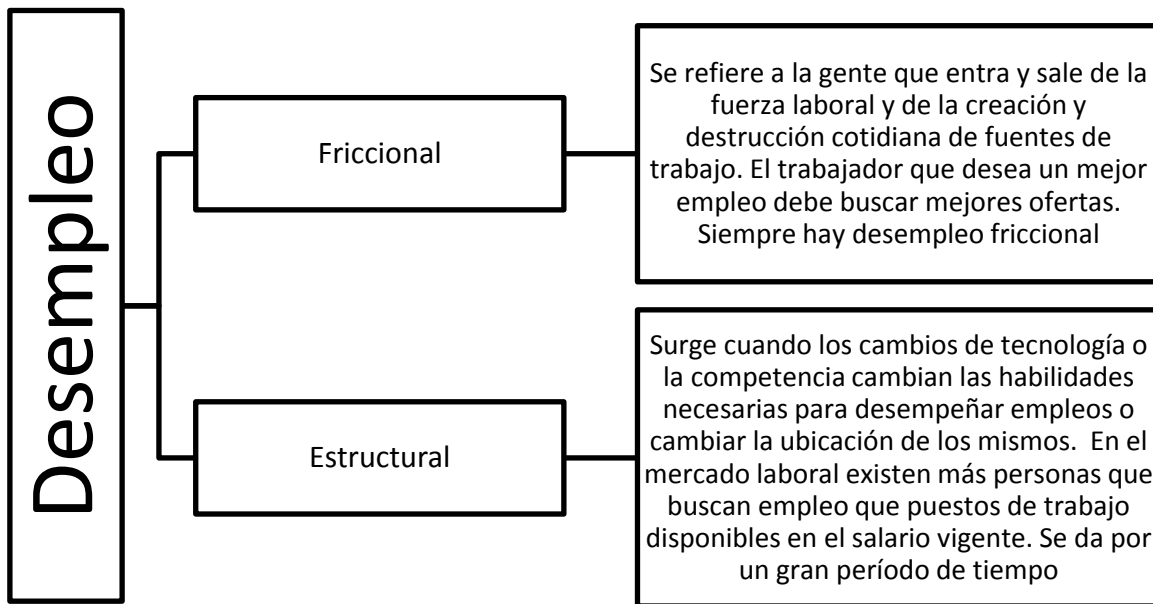 Desempleo
Friccional
Se refiere a la gente que entra y sale de la
fuerza laboral y de la creación y
destrucción cotidiana de fuentes de
trabajo. El trabajador que desea un mejor
empleo debe buscar mejores ofertas.
Siempre hay desempleo friccional
Estructural
Surge cuando los cambios de tecnología o
la competencia cambian las habilidades
necesarias para desempeñar empleos o
cambiar la ubicación de los mismos.  En el
mercado laboral existen más personas que
buscan empleo que puestos de trabajo
disponibles en el salario vigente. Se da por
un gran período de tiempo